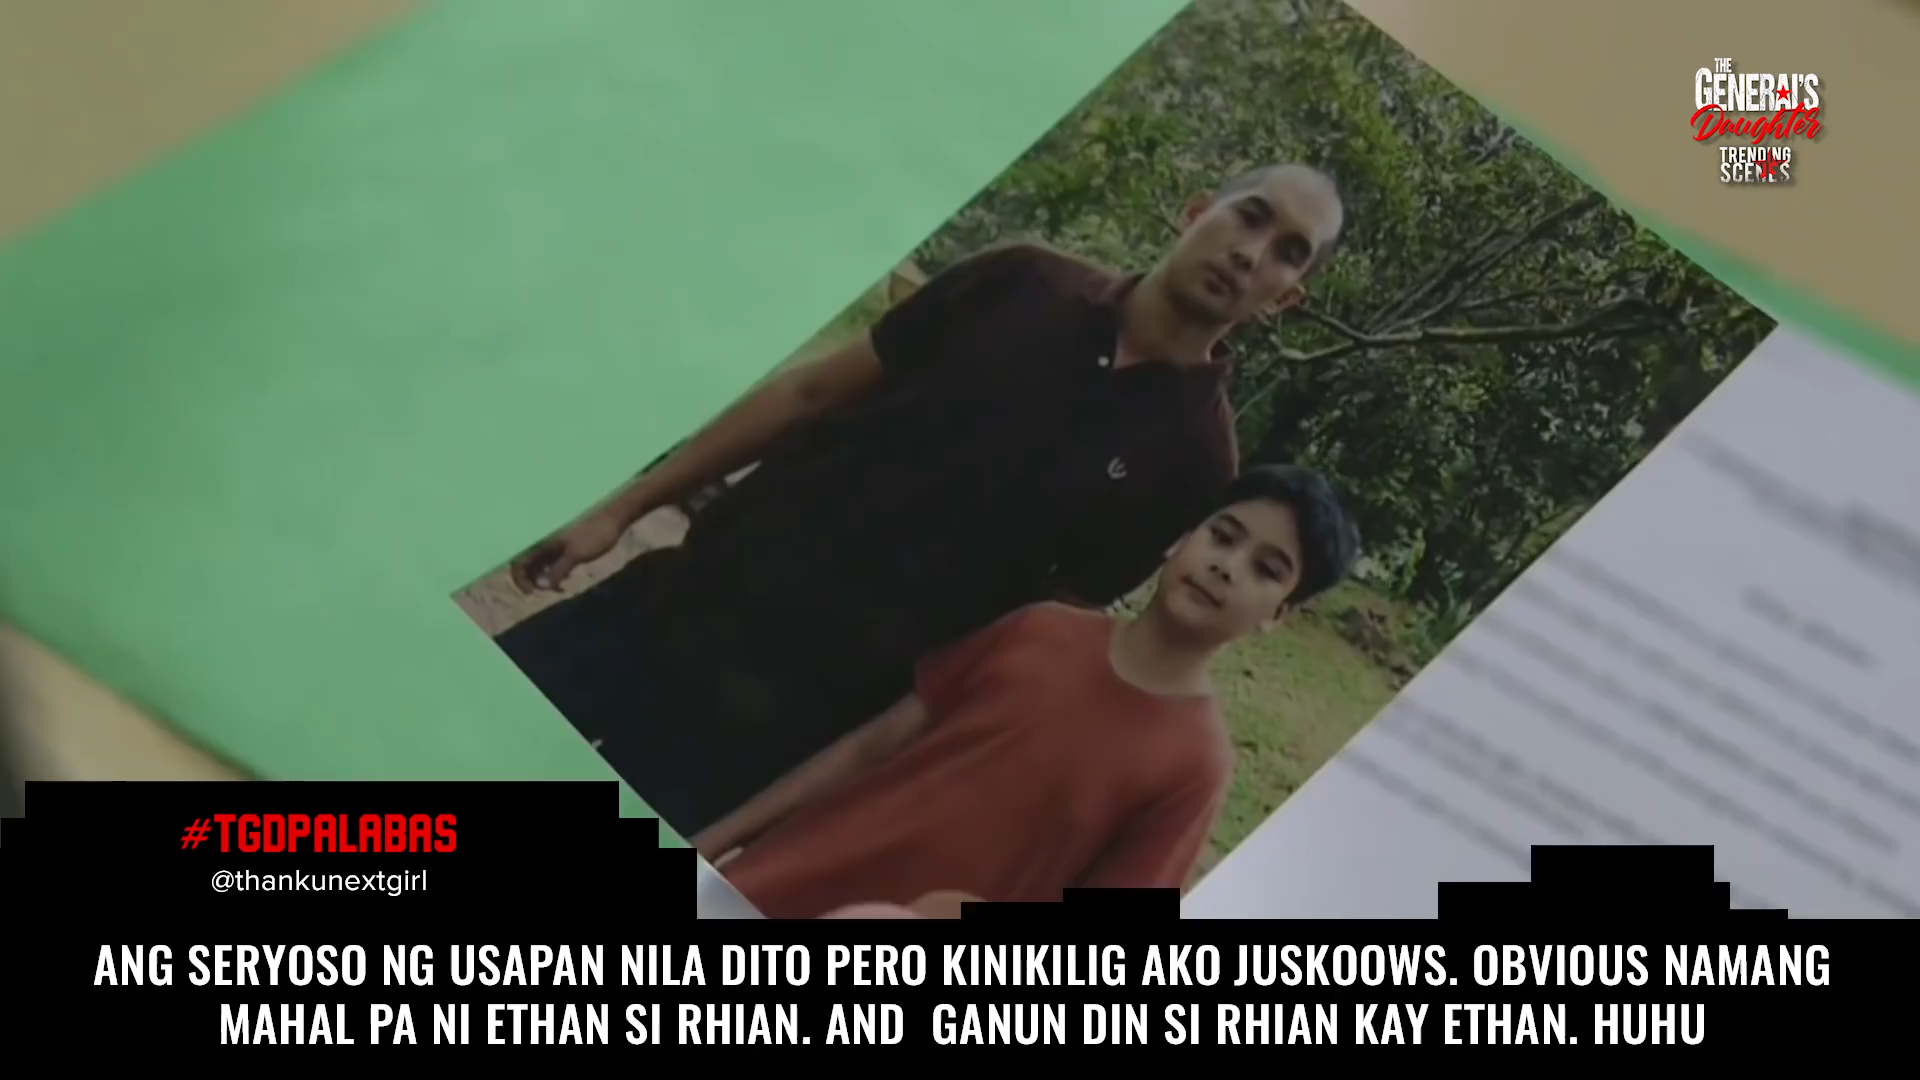 THE
GENERAL'S
Daughter
TRENDING
SCENES
#TGDPALABAS
@thankunextgirl
ANG SERYOSO NG USAPAN NILA DITO PERO KINIKILIG AKO JUSKOOWS. OBVIOUS NAMANG
MAHAL PA NI ETHAN SI RHIAN. AND GANUN DIN SI RHIAN KAY ETHAN. HUHU